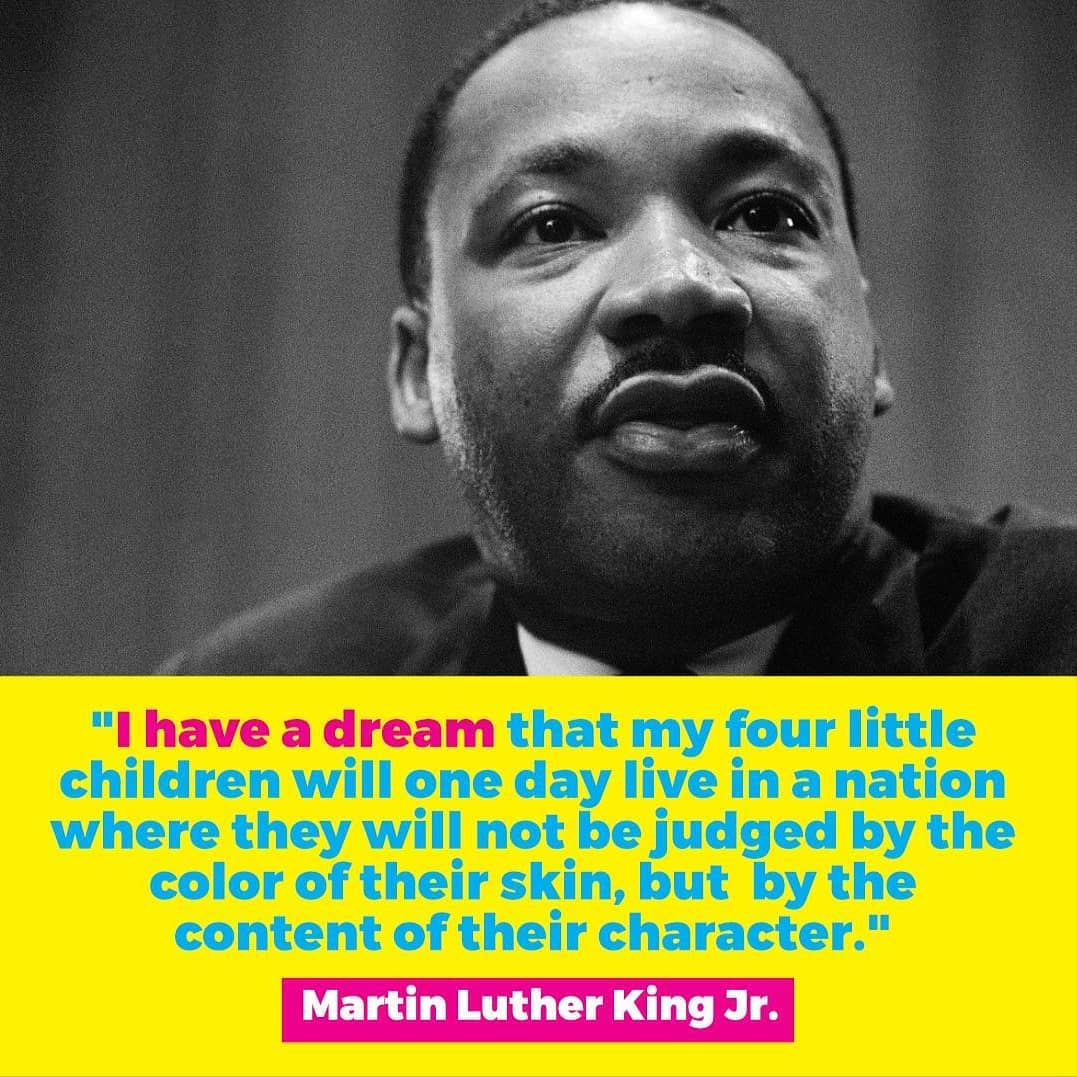 "I have a dream that my four little
children will one day live in a nation
where they will not be judged by the
color of their skin, but  by the
content of their character."
Martin Luther King Jr.